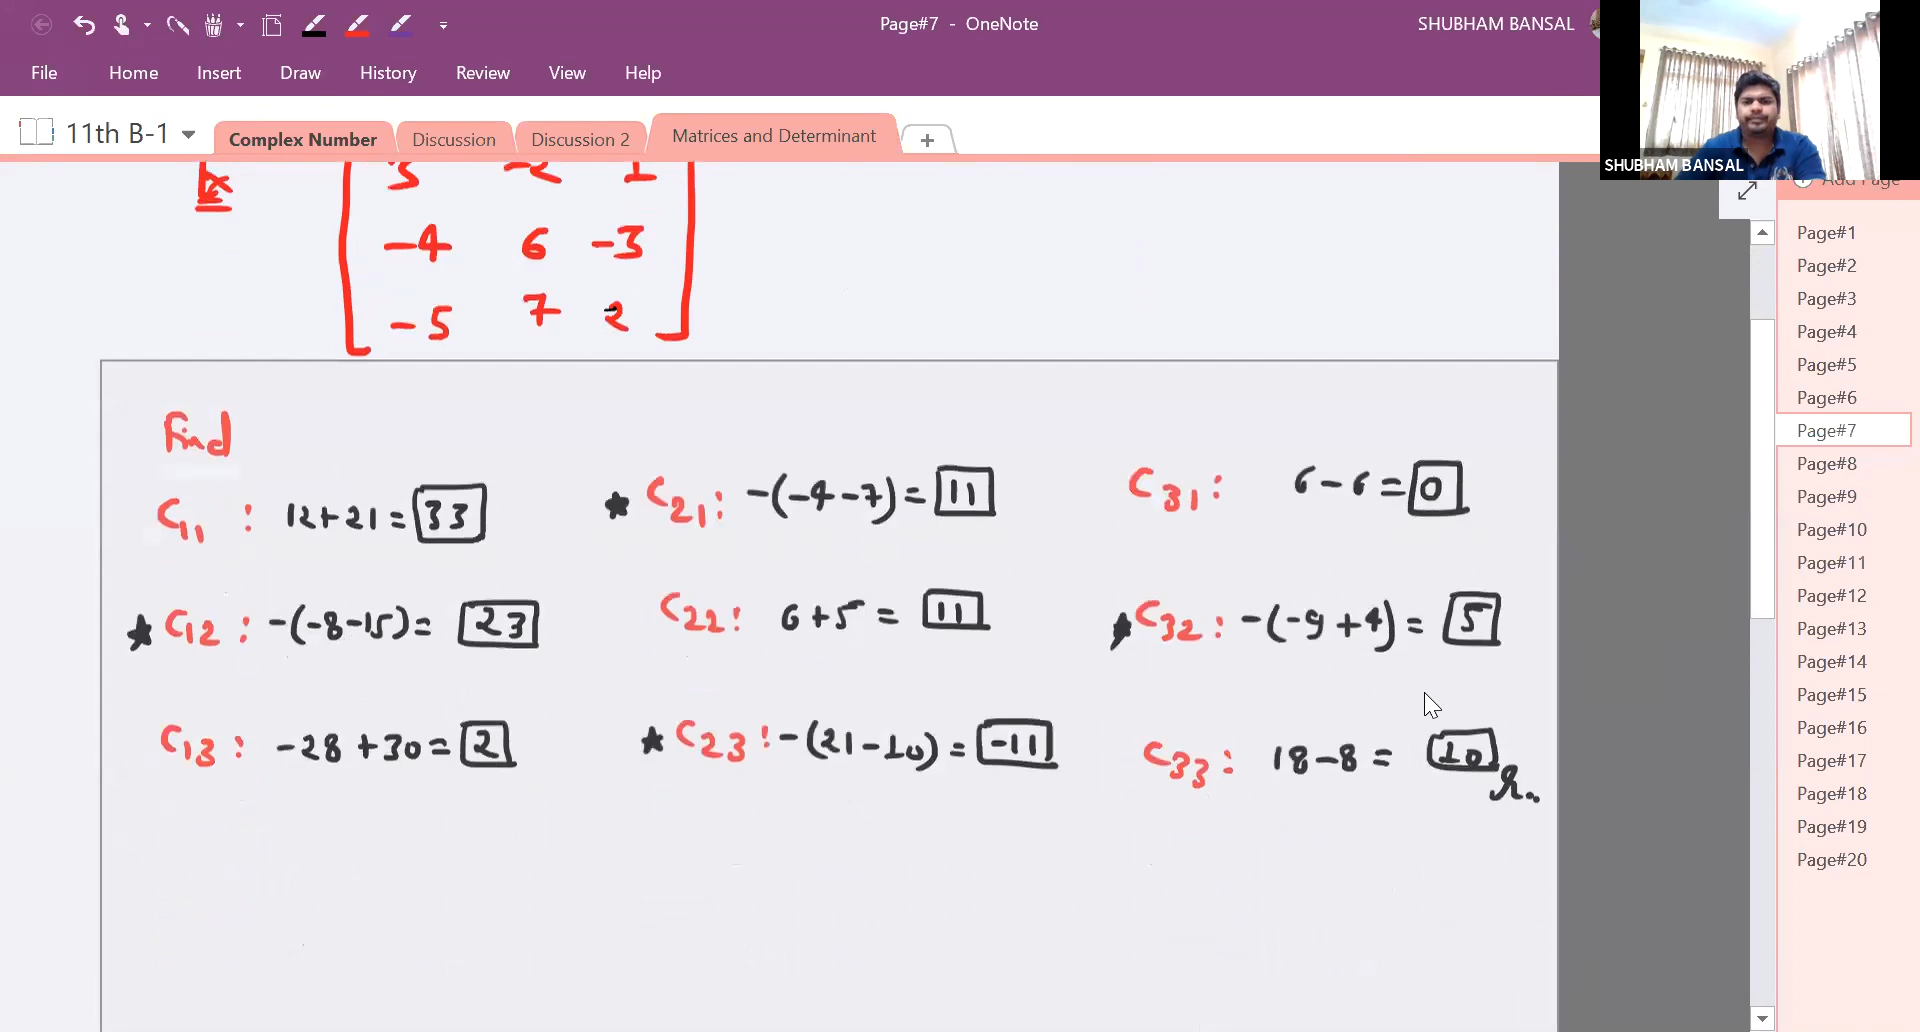 Page#7 - OneNote
SHUBHAM BANSAL
File Home Insert Draw History Review View Help
SHUBHAM BANSAL
11th B-1
Complex Number Discussion Discussion 2 Matrices and Determinant +
Add Page
3 -2 1
-4 6 -3
-5 7 2
Find
C11 : 12+21 = 33
★ C21 : -(-4-7) = 11
C31 : 6-6 = 0
★ C12 : -(-8-15) = 23
C22 : 6+5 = 11
★ C32 : -(-9+4) = 5
C13 : -28+30 = 2
★ C23 : -(21-10) = -11
C33 : 18-8 = 10
Page#1
Page#2
Page#3
Page#4
Page#5
Page#6
Page#7
Page#8
Page#9
Page#10
Page#11
Page#12
Page#13
Page#14
Page#15
Page#16
Page#17
Page#18
Page#19
Page#20